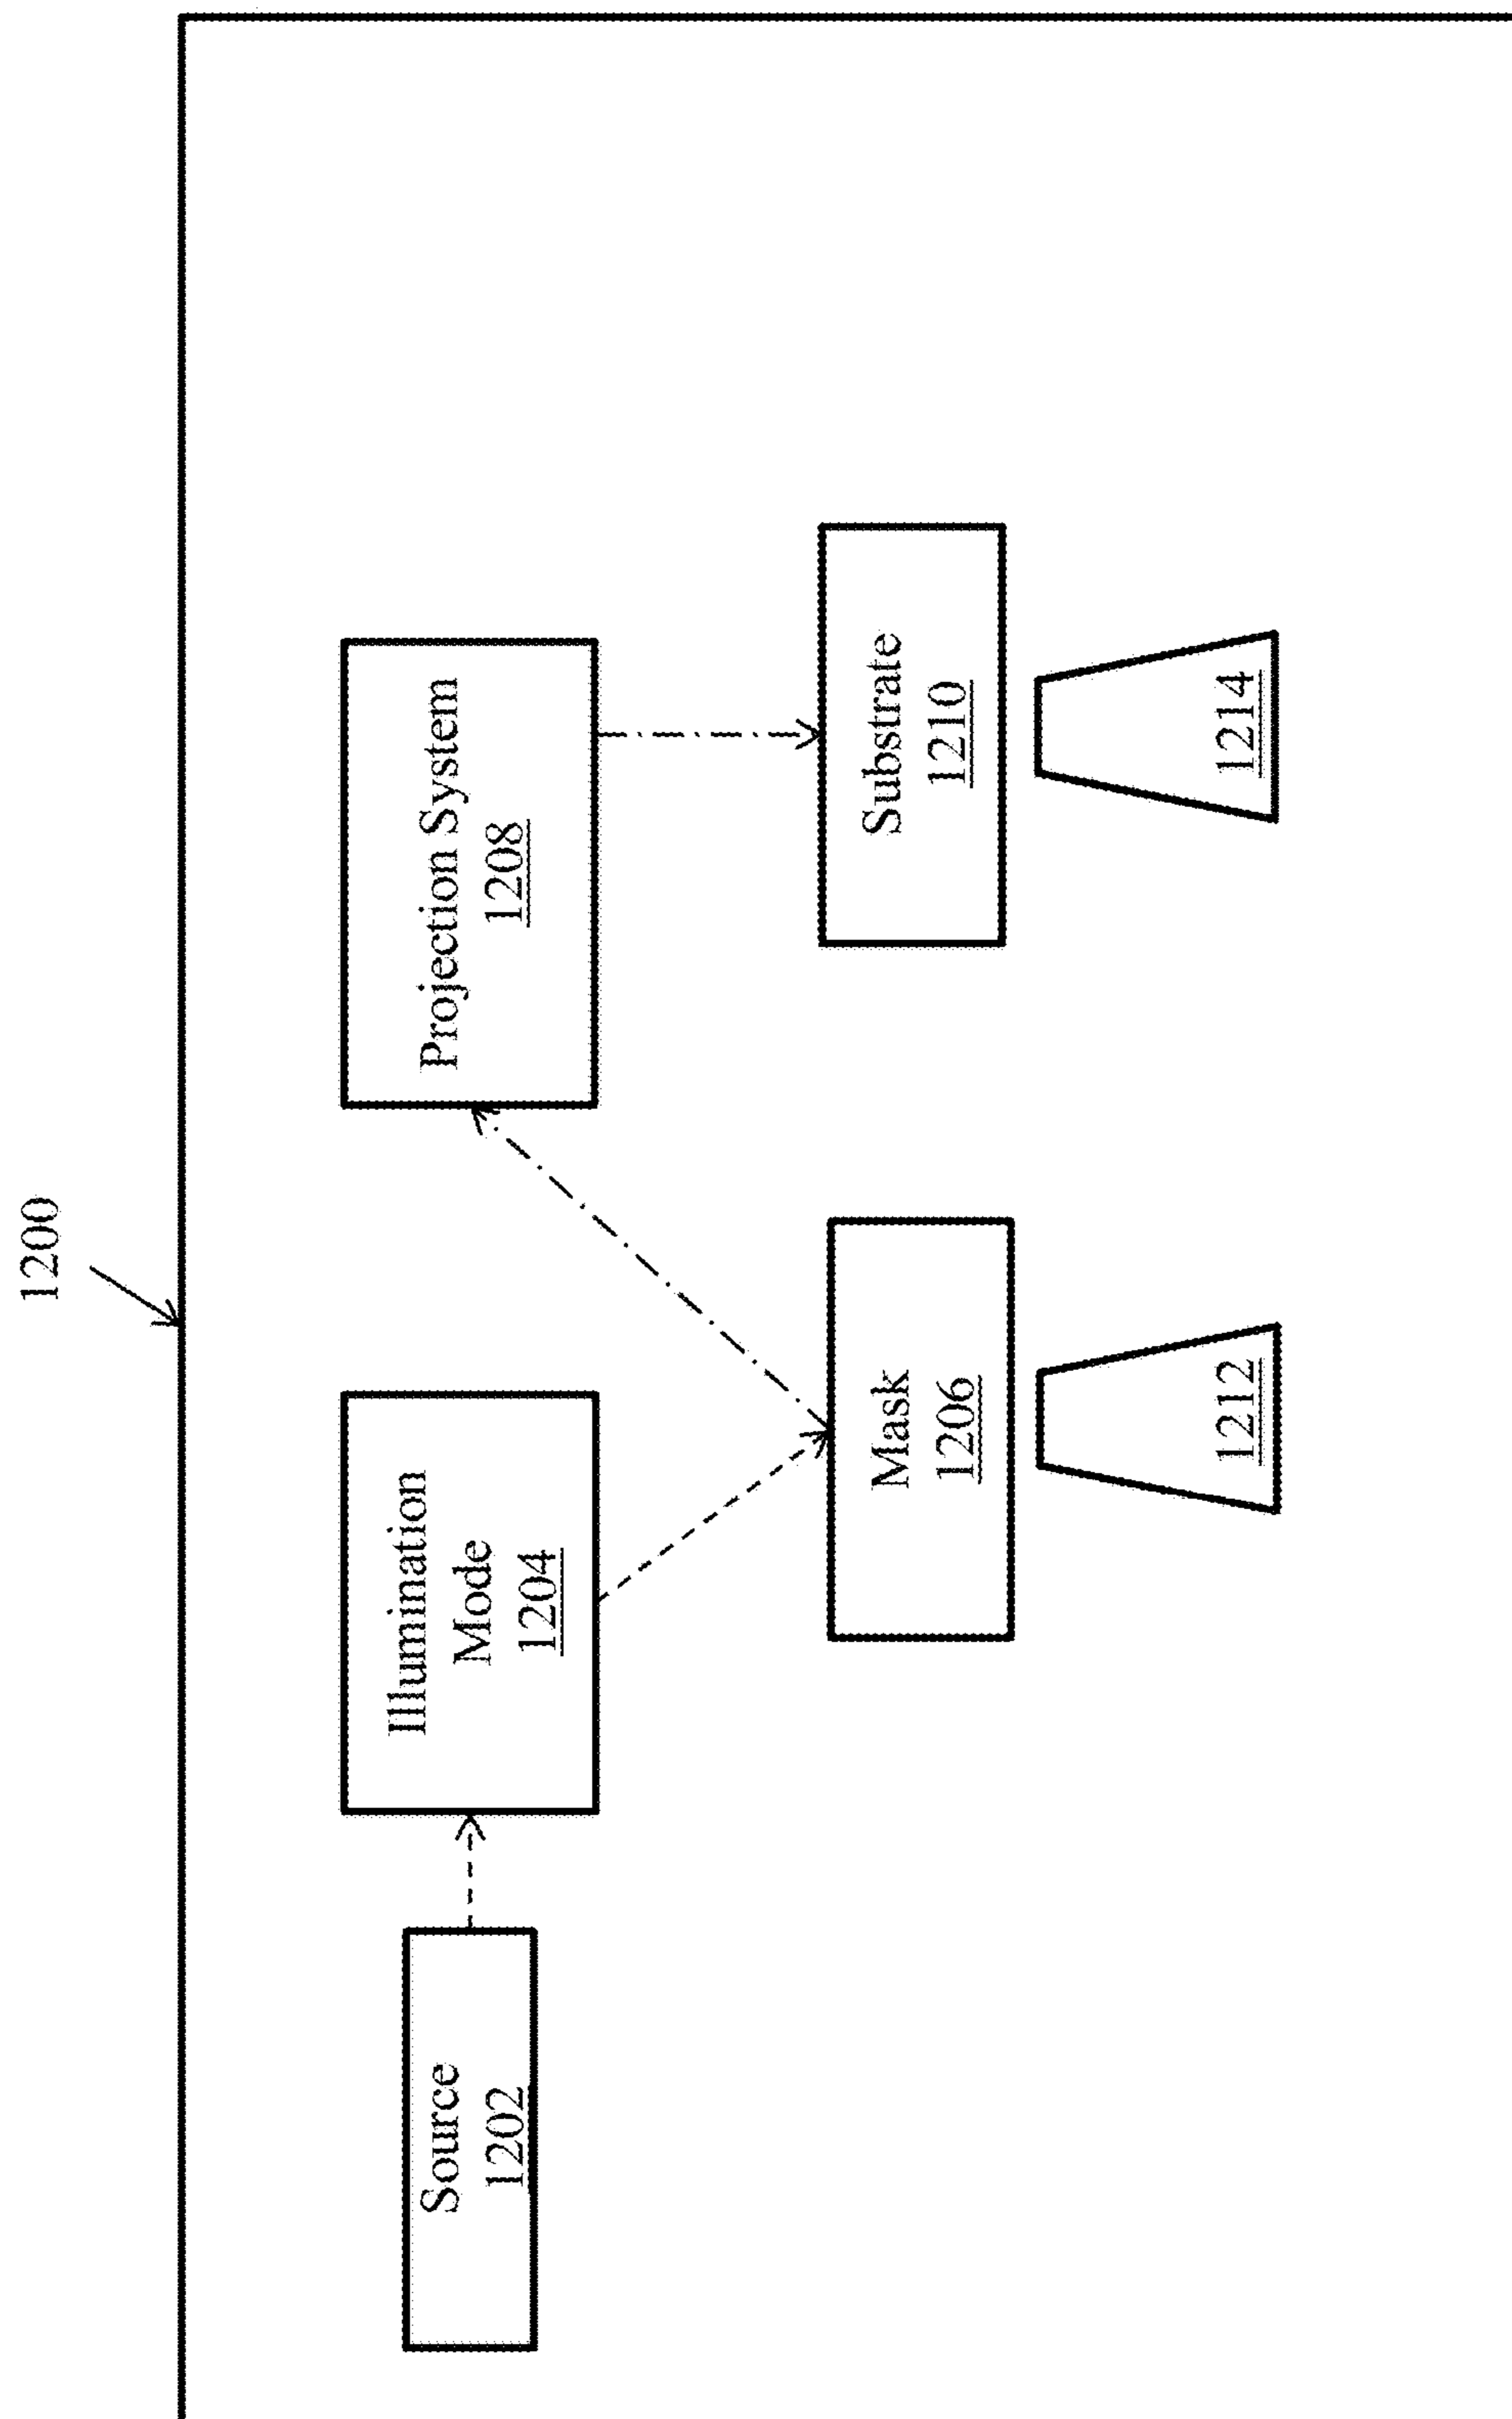 1200
Source
1202
Illumination
Mode
1204
Projection System
1208
Mask
1206
Substrate
1210
1212
1214